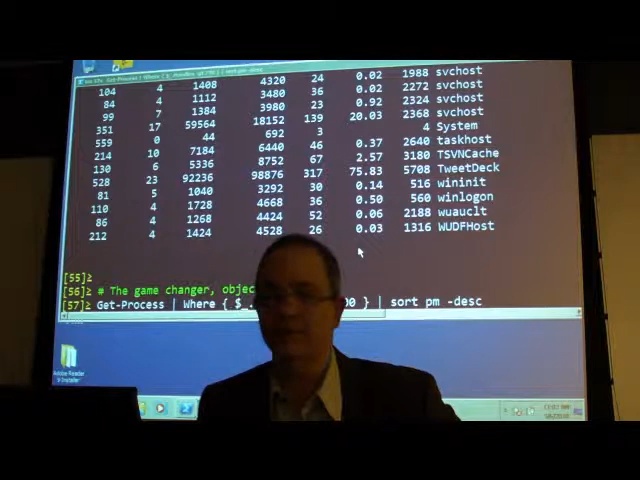 104 4 1408 4320 24 0.02 1988 svchost
84 4 1112 3480 36 0.02 2272 svchost
99 7 1384 3980 23 0.92 2324 svchost
351 17 59564 18152 139 20.03 2368 svchost
559 0 44 692 3 4 System
214 10 7184 6440 46 0.37 2640 taskhost
130 6 5336 8752 67 2.57 3180 TSVNCache
528 23 92236 98876 317 75.83 5708 TweetDeck
81 5 1040 3292 30 0.14 516 wininit
110 4 1728 4668 36 0.50 560 winlogon
86 4 1268 4424 52 0.06 2188 wuauclt
212 4 1424 4528 26 0.03 1316 WUDFHost
[55]≥
[56]≥ # The game changer, objec
[57]≥ Get-Process | Where { $_. 00 } | sort pm -desc
Adobe Reader
9 Installer